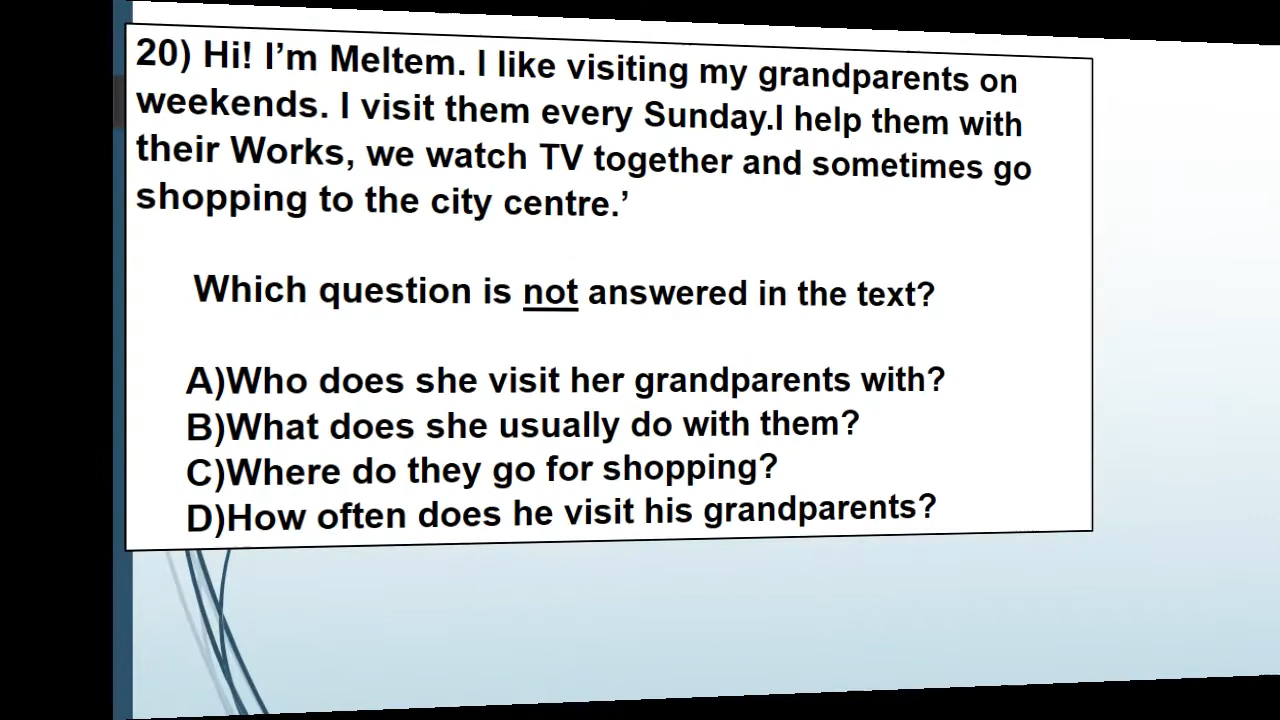 20) Hi! I’m Meltem. I like visiting my grandparents on
weekends. I visit them every Sunday.I help them with
their Works, we watch TV together and sometimes go
shopping to the city centre.’
Which question is not answered in the text?
A)Who does she visit her grandparents with?
B)What does she usually do with them?
C)Where do they go for shopping?
D)How often does he visit his grandparents?